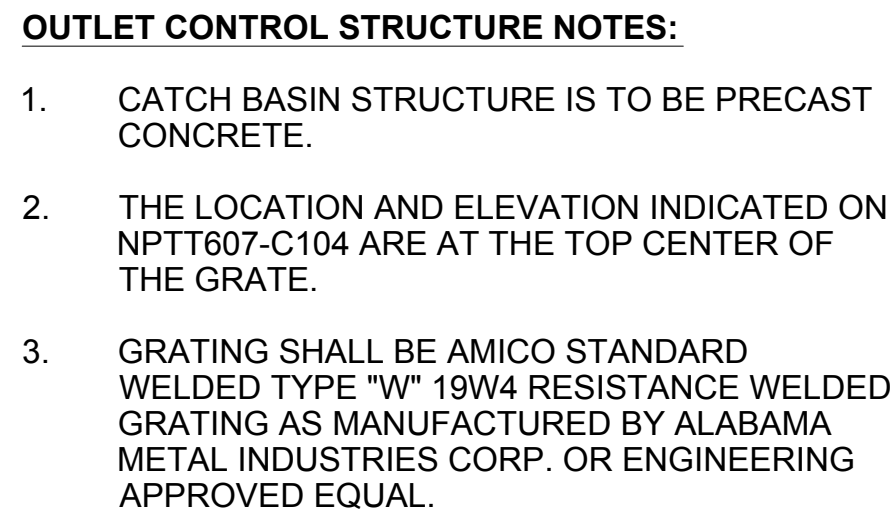 OUTLET CONTROL STRUCTURE NOTES:
1. CATCH BASIN STRUCTURE IS TO BE PRECAST
CONCRETE.
2. THE LOCATION AND ELEVATION INDICATED ON
NPTT607-C104 ARE AT THE TOP CENTER OF
THE GRATE.
3. GRATING SHALL BE AMICO STANDARD
WELDED TYPE "W" 19W4 RESISTANCE WELDED
GRATING AS MANUFACTURED BY ALABAMA
METAL INDUSTRIES CORP. OR ENGINEERING
APPROVED EQUAL.